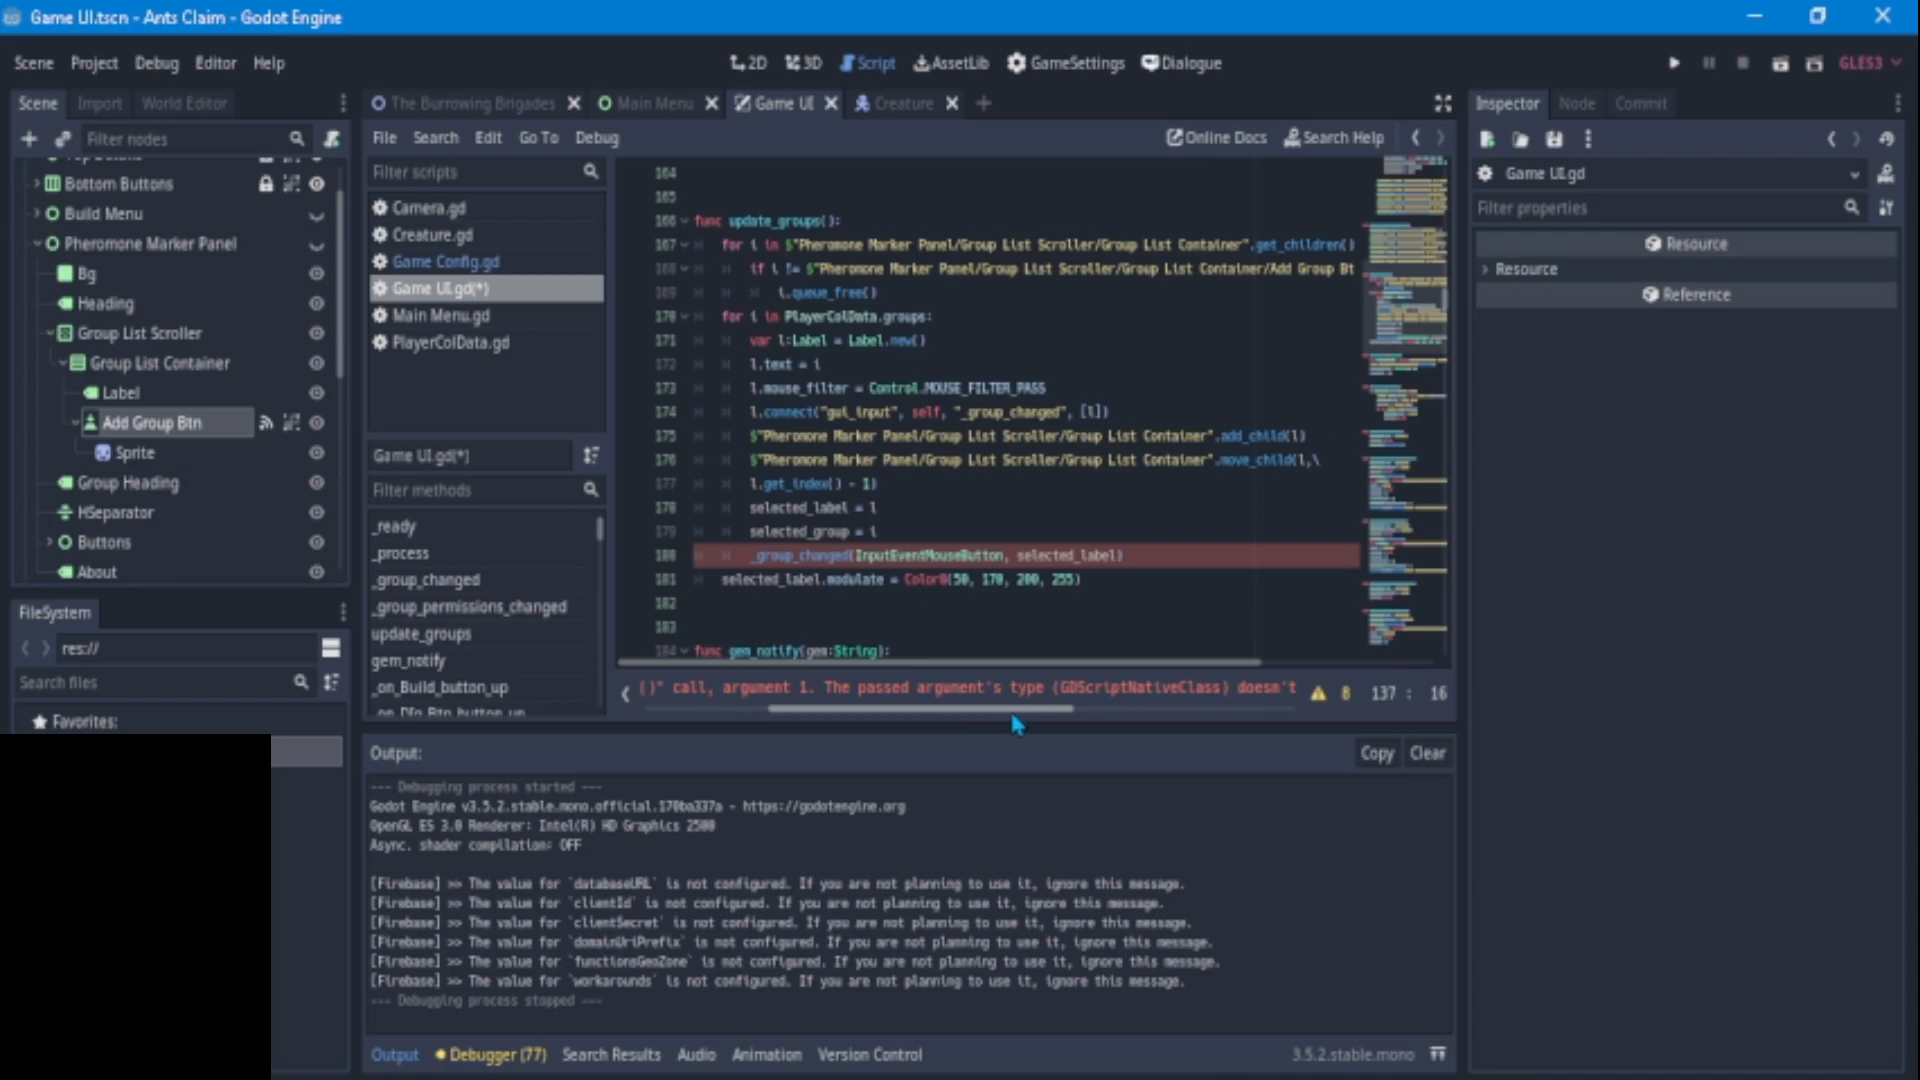 Game UI.tscn - Ants Claim - Godot Engine
Scene Project Debug Editor Help
2D 3D Script AssetLib GameSettings Dialogue
GLES3
Scene Import World Editor
The Burrowing Brigades Main Menu Game UI Creature
Inspector Node Commit
Filter nodes
File Search Edit Go To Debug
Online Docs Search Help
Bottom Buttons
Build Menu
Pheromone Marker Panel
Bg
Heading
Group List Scroller
Group List Container
Label
Add Group Btn
Sprite
Group Heading
HSeparator
Buttons
About
FileSystem
res://
Search files
Favorites:
Filter scripts
Camera.gd
Creature.gd
Game Config.gd
Game UI.gd(*)
Main Menu.gd
PlayerColData.gd
Game UI.gd(*)
Filter methods
_ready
_process
_group_changed
_group_permissions_changed
update_groups
gem_notify
_on_Build_button_up
164
165
166 func update_groups():
167 for i in $"Pheromone Marker Panel/Group List Scroller/Group List Container".get_children()
168 if i != $"Pheromone Marker Panel/Group List Scroller/Group List Container/Add Group Bt
169 i.queue_free()
170 for i in PlayerColData.groups:
171 var l:Label = Label.new()
172 l.text = i
173 l.mouse_filter = Control.MOUSE_FILTER_PASS
174 l.connect("gui_input", self, "_group_changed", [l])
175 $"Pheromone Marker Panel/Group List Scroller/Group List Container".add_child(l)
176 $"Pheromone Marker Panel/Group List Scroller/Group List Container".move_child(l,\
177 l.get_index() - 1)
178 selected_label = l
179 selected_group = i
180 _group_changed(InputEventMouseButton, selected_label)
181 selected_label.modulate = Color8(50, 170, 200, 255)
182
183
184 func gem_notify(gem:String):
()" call, argument 1. The passed argument's type (GDScriptNativeClass) doesn't
8 137 : 16
Game UI.gd
Filter properties
Resource
Resource
Reference
Output:
Copy Clear
--- Debugging process started ---
Godot Engine v3.5.2.stable.mono.official.170ba337a - https://godotengine.org
OpenGL ES 3.0 Renderer: Intel(R) HD Graphics 2500
Async. shader compilation: OFF
[Firebase] >> The value for `databaseURL` is not configured. If you are not planning to use it, ignore this message.
[Firebase] >> The value for `clientId` is not configured. If you are not planning to use it, ignore this message.
[Firebase] >> The value for `clientSecret` is not configured. If you are not planning to use it, ignore this message.
[Firebase] >> The value for `domainUriPrefix` is not configured. If you are not planning to use it, ignore this message.
[Firebase] >> The value for `functionsGeoZone` is not configured. If you are not planning to use it, ignore this message.
[Firebase] >> The value for `workarounds` is not configured. If you are not planning to use it, ignore this message.
--- Debugging process stopped ---
Output Debugger (77) Search Results Audio Animation Version Control
3.5.2.stable.mono